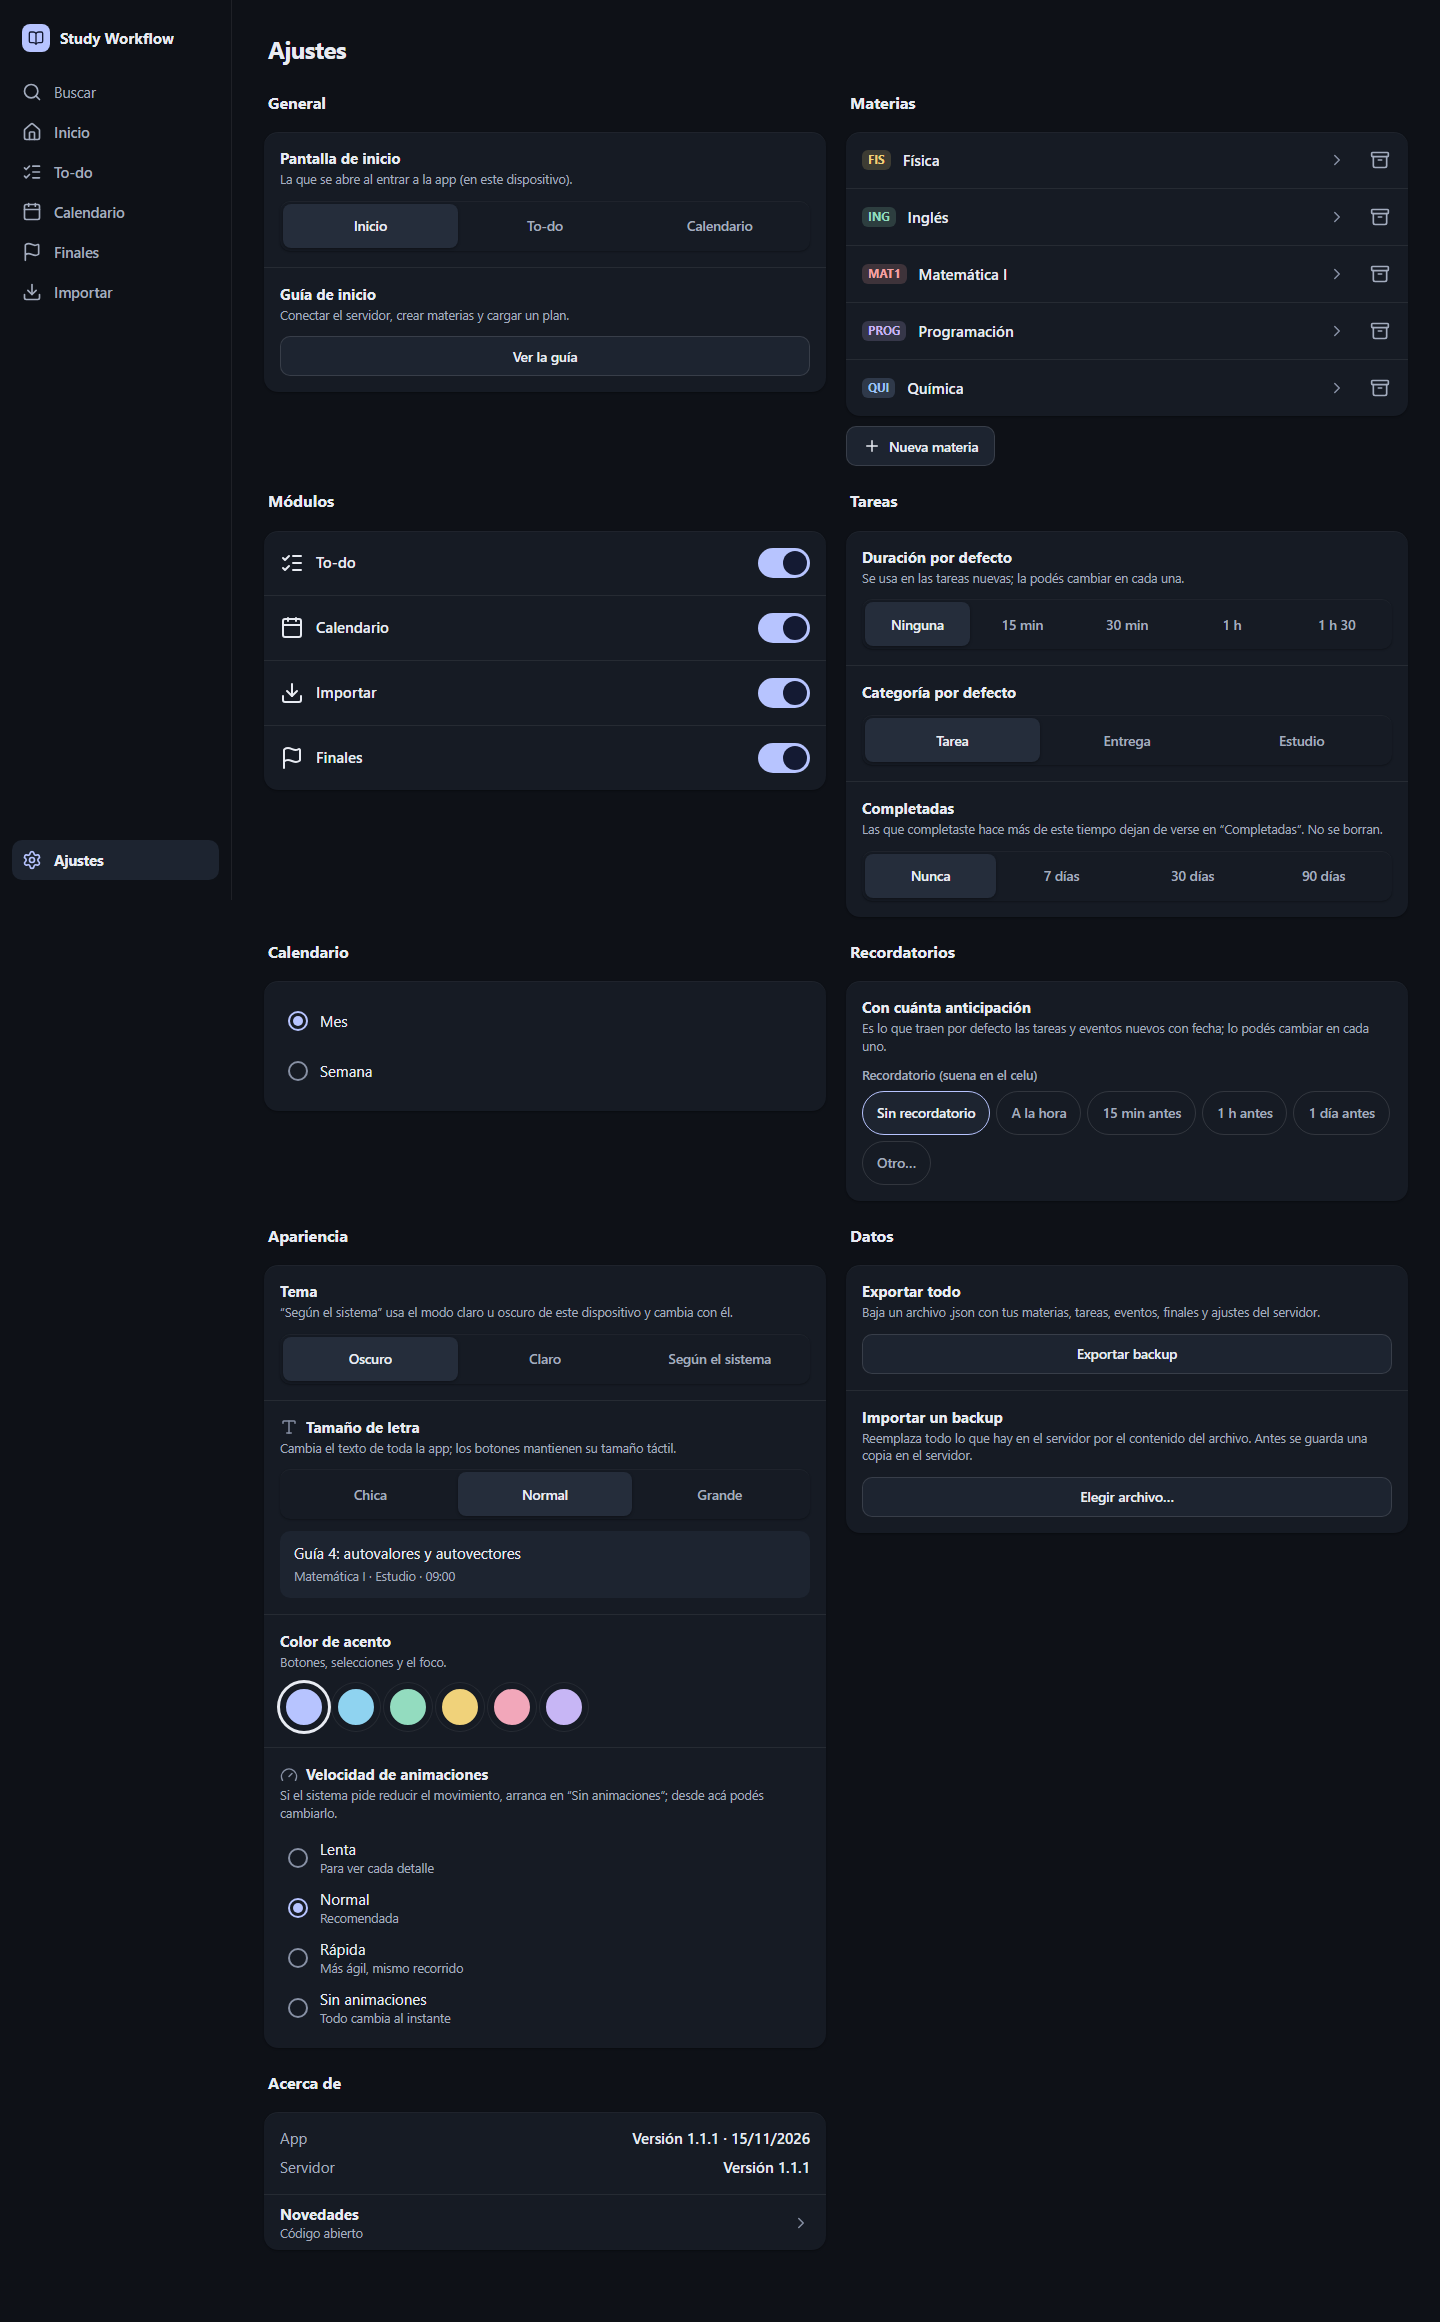 Study Workflow
Buscar
Inicio
To-do
Calendario
Finales
Importar
Ajustes
Ajustes
General
Pantalla de inicio
La que se abre al entrar a la app (en este dispositivo).
Inicio
To-do
Calendario
Guía de inicio
Conectar el servidor, crear materias y cargar un plan.
Ver la guía
Materias
FIS Física
ING Inglés
MAT1 Matemática I
PROG Programación
QUI Química
Nueva materia
Módulos
To-do
Calendario
Importar
Finales
Tareas
Duración por defecto
Se usa en las tareas nuevas; la podés cambiar en cada una.
Ninguna
15 min
30 min
1 h
1 h 30
Categoría por defecto
Tarea
Entrega
Estudio
Completadas
Las que completaste hace más de este tiempo dejan de verse en “Completadas”. No se borran.
Nunca
7 días
30 días
90 días
Calendario
Mes
Semana
Recordatorios
Con cuánta anticipación
Es lo que traen por defecto las tareas y eventos nuevos con fecha; lo podés cambiar en cada
uno.
Recordatorio (suena en el celu)
Sin recordatorio
A la hora
15 min antes
1 h antes
1 día antes
Otro...
Apariencia
Tema
“Según el sistema” usa el modo claro u oscuro de este dispositivo y cambia con él.
Oscuro
Claro
Según el sistema
Tamaño de letra
Cambia el texto de toda la app; los botones mantienen su tamaño táctil.
Chica
Normal
Grande
Guía 4: autovalores y autovectores
Matemática I · Estudio · 09:00
Color de acento
Botones, selecciones y el foco.
Velocidad de animaciones
Si el sistema pide reducir el movimiento, arranca en “Sin animaciones”; desde acá podés
cambiarlo.
Lenta
Para ver cada detalle
Normal
Recomendada
Rápida
Más ágil, mismo recorrido
Sin animaciones
Todo cambia al instante
Datos
Exportar todo
Baja un archivo .json con tus materias, tareas, eventos, finales y ajustes del servidor.
Exportar backup
Importar un backup
Reemplaza todo lo que hay en el servidor por el contenido del archivo. Antes se guarda una
copia en el servidor.
Elegir archivo...
Acerca de
App Versión 1.1.1 · 15/11/2026
Servidor Versión 1.1.1
Novedades
Código abierto